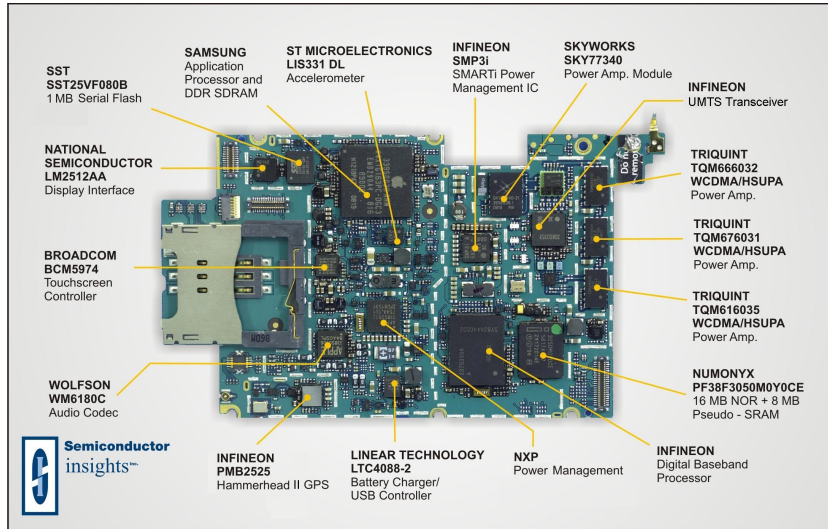 SST
SST25VF080B
1 MB Serial Flash
SAMSUNG
Application
Processor and
DDR SDRAM
ST MICROELECTRONICS
LIS331 DL
Accelerometer
INFINEON
SMP3i
SMARTi Power
Management IC
SKYWORKS
SKY77340
Power Amp. Module
INFINEON
UMTS Transceiver
NATIONAL
SEMICONDUCTOR
LM2512AA
Display Interface
Do not
remove
TRIQUINT
TQM666032
WCDMA/HSUPA
Power Amp.
TRIQUINT
TQM676031
WCDMA/HSUPA
Power Amp.
BROADCOM
BCM5974
Touchscreen
Controller
TRIQUINT
TQM616035
WCDMA/HSUPA
Power Amp.
WOLFSON
WM6180C
Audio Codec
NUMONYX
PF38F3050M0Y0CE
16 MB NOR + 8 MB
Pseudo - SRAM
INFINEON
PMB2525
Hammerhead II GPS
LINEAR TECHNOLOGY
LTC4088-2
Battery Charger/
USB Controller
NXP
Power Management
INFINEON
Digital Baseband
Processor
Semiconductor
insights